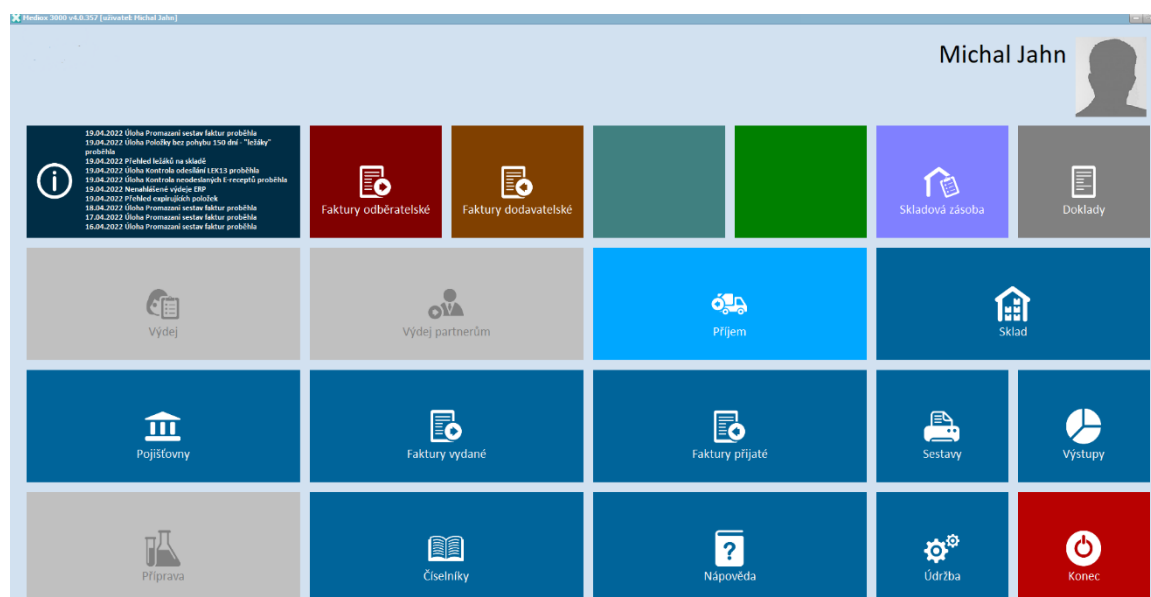 Mediox 3000 v4.0.357 [uživatel: Michal Jahn]
Michal Jahn
19.04.2022 Úloha Promazani sestav faktur proběhla
19.04.2022 Úloha Položky bez pohybu 150 dní - "ležáky"
proběhla
19.04.2022 Přehled ležáků na skladě
19.04.2022 Úloha Kontrola odesílání LEK13 proběhla
19.04.2022 Úloha Kontrola neodeslaných E-receptů proběhla
19.04.2022 Nenahlášené výdeje ERP
19.04.2022 Přehled expirujících položek
18.04.2022 Úloha Promazani sestav faktur proběhla
17.04.2022 Úloha Promazani sestav faktur proběhla
16.04.2022 Úloha Promazani sestav faktur proběhla
Faktury odběratelské
Faktury dodavatelské
Skladová zásoba
Doklady
Výdej
Výdej partnerům
Příjem
Sklad
Pojišťovny
Faktury vydané
Faktury přijaté
Sestavy
Výstupy
Příprava
Číselníky
Nápověda
Údržba
Konec